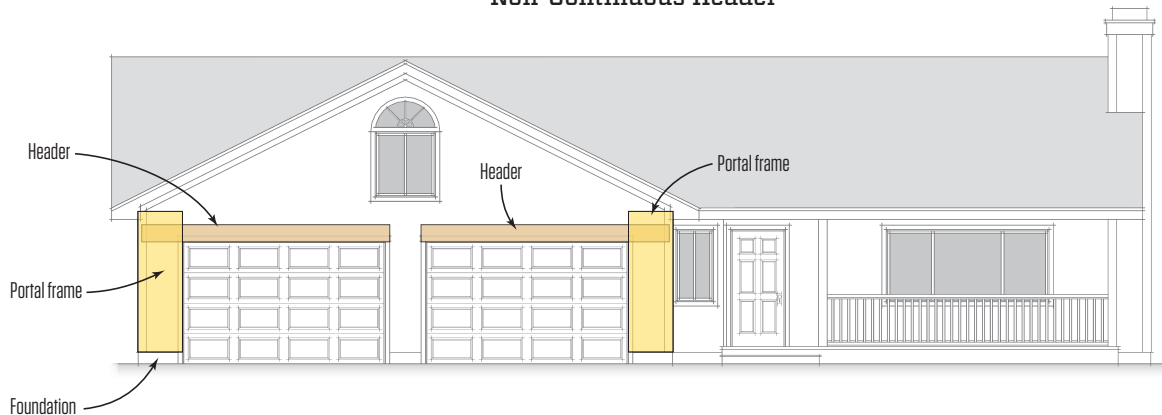 Non-Continuous Header
Header
Header
Portal frame
Portal frame
Foundation